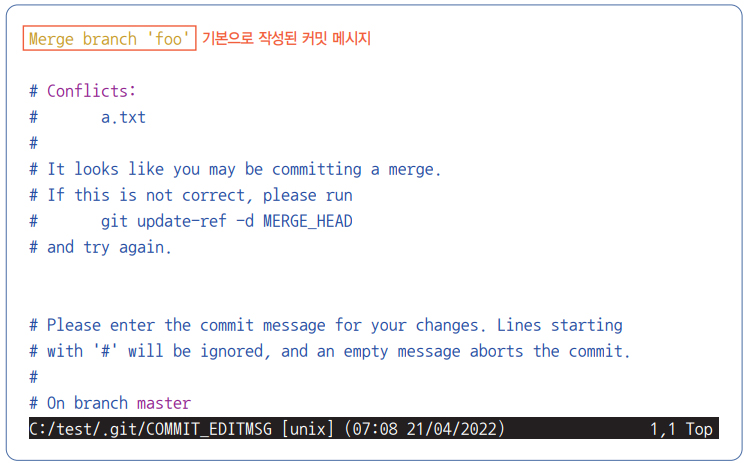 Merge branch 'foo' 기본으로 작성된 커밋 메시지
# Conflicts:
#       a.txt
#
# It looks like you may be committing a merge.
# If this is not correct, please run
#       git update-ref -d MERGE_HEAD
# and try again.
# Please enter the commit message for your changes. Lines starting
# with '#' will be ignored, and an empty message aborts the commit.
#
# On branch master
C:/test/.git/COMMIT_EDITMSG [unix] (07:08 21/04/2022) 1,1 Top